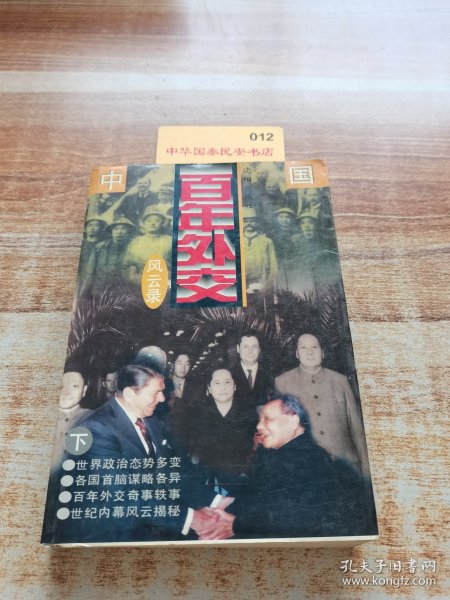 012
中华国泰民安书店
中
国
百年外交
风云录
下
●世界政治态势多变
●各国首脑谋略各异
●百年外交奇事轶事
●世纪内幕风云揭秘
孔夫子旧书网
www.kongfz.com